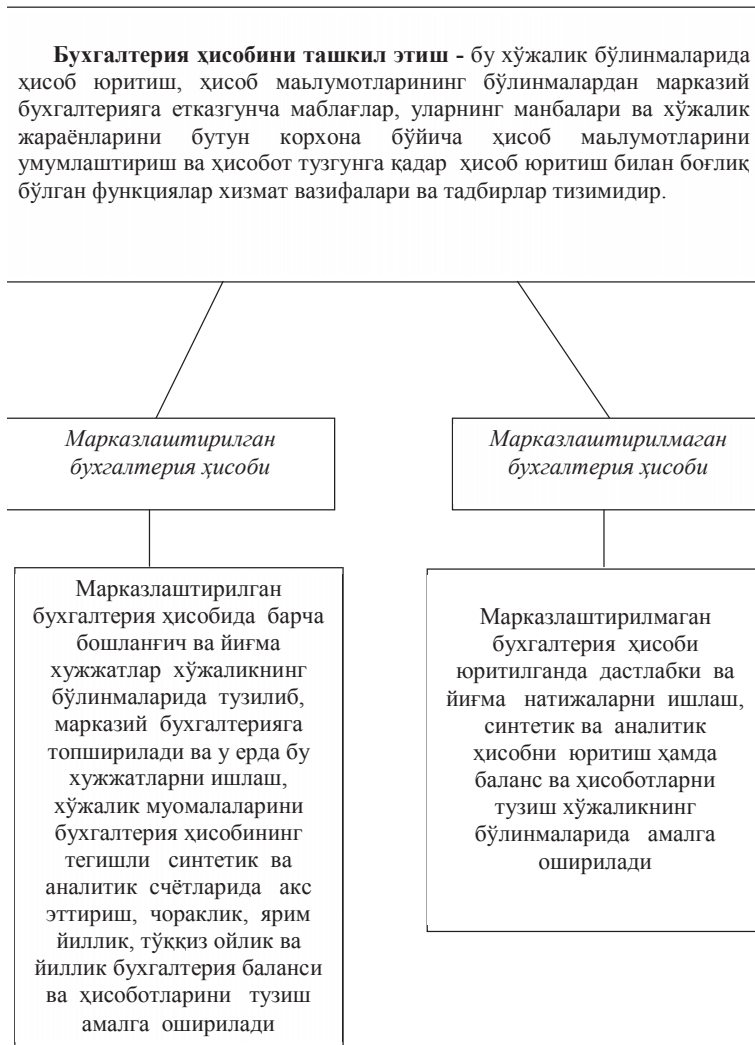 Бухгалтерия ҳисобини ташкил этиш - бу хўжалик бўлинмаларида
ҳисоб юритиш, ҳисоб маьлумотларининг бўлинмалардан марказий
бухгалтерияга етказгунча маблағлар, уларнинг манбалари ва хўжалик
жараёнларини бутун корхона бўйича ҳисоб маьлумотларини
умумлаштириш ва ҳисобот тузгунга қадар ҳисоб юритиш билан боғлиқ
бўлган функциялар хизмат вазифалари ва тадбирлар тизимидир.
Марказлаштирилган
бухгалтерия ҳисоби
Марказлаштирилмаган
бухгалтерия ҳисоби
Марказлаштирилган
бухгалтерия ҳисобида барча
бошланғич ва йиғма
хужжатлар хўжаликнинг
бўлинмаларида тузилиб,
марказий бухгалтерияга
топширилади ва у ерда бу
хужжатларни ишлаш,
хўжалик муомалаларини
бухгалтерия ҳисобининг
тегишли синтетик ва
аналитик счётларида акс
эттириш, чораклик, ярим
йиллик, тўққиз ойлик ва
йиллик бухгалтерия баланси
ва ҳисоботларини тузиш
амалга оширилади
Марказлаштирилмаган
бухгалтерия ҳисоби
юритилганда дастлабки ва
йиғма натижаларни ишлаш,
синтетик ва аналитик
ҳисобни юритиш ҳамда
баланс ва ҳисоботларни
тузиш хўжаликнинг
бўлинмаларида амалга
оширилади